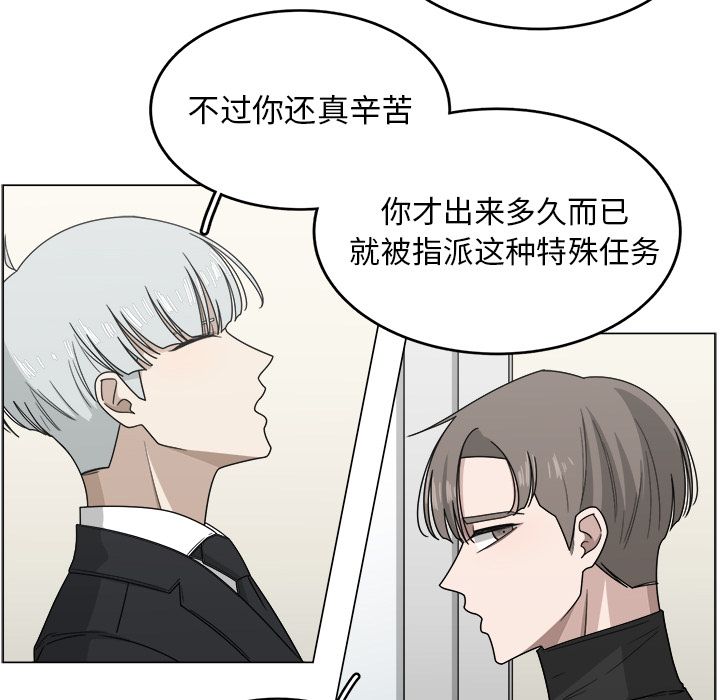 不过你还真辛苦
你才出来多久而已
就被指派这种特殊任务